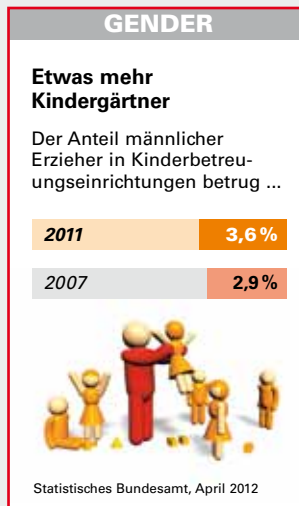 GENDER
Etwas mehr
Kindergärtner
Der Anteil männlicher
Erzieher in Kinderbetreu-
ungseinrichtungen betrug ...
2011 3,6 %
2007 2,9 %
Statistisches Bundesamt, April 2012